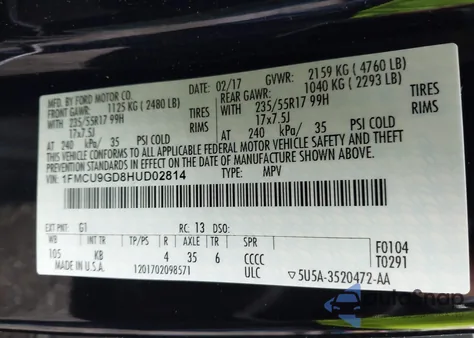 MFD. BY FORD MOTOR CO.
DATE: 02/17 GVWR: 2159 KG (4760 LB)
FRONT GAWR: 1125 KG (2480 LB) REAR GAWR: 1040 KG (2293 LB)
WITH 235/55R17 99H TIRES WITH 235/55R17 99H TIRES
17x7.5J RIMS 17x7.5J RIMS
AT 240 kPa/ 35 PSI COLD AT 240 kPa/ 35 PSI COLD
THIS VEHICLE CONFORMS TO ALL APPLICABLE FEDERAL MOTOR VEHICLE SAFETY AND THEFT
PREVENTION STANDARDS IN EFFECT ON THE DATE OF MANUFACTURE SHOWN ABOVE.
VIN: 1FMCU9GD8HUD02814 TYPE: MPV
EXT PNT: G1 RC: 13 DSO:
WB INT TR TP/PS R AXLE TR SPR F0104
105 KB 4 35 6 CCCC T0291
MADE IN U.S.A. 1201702098571 ULC 5U5A-3520472-AA
AutoSnap